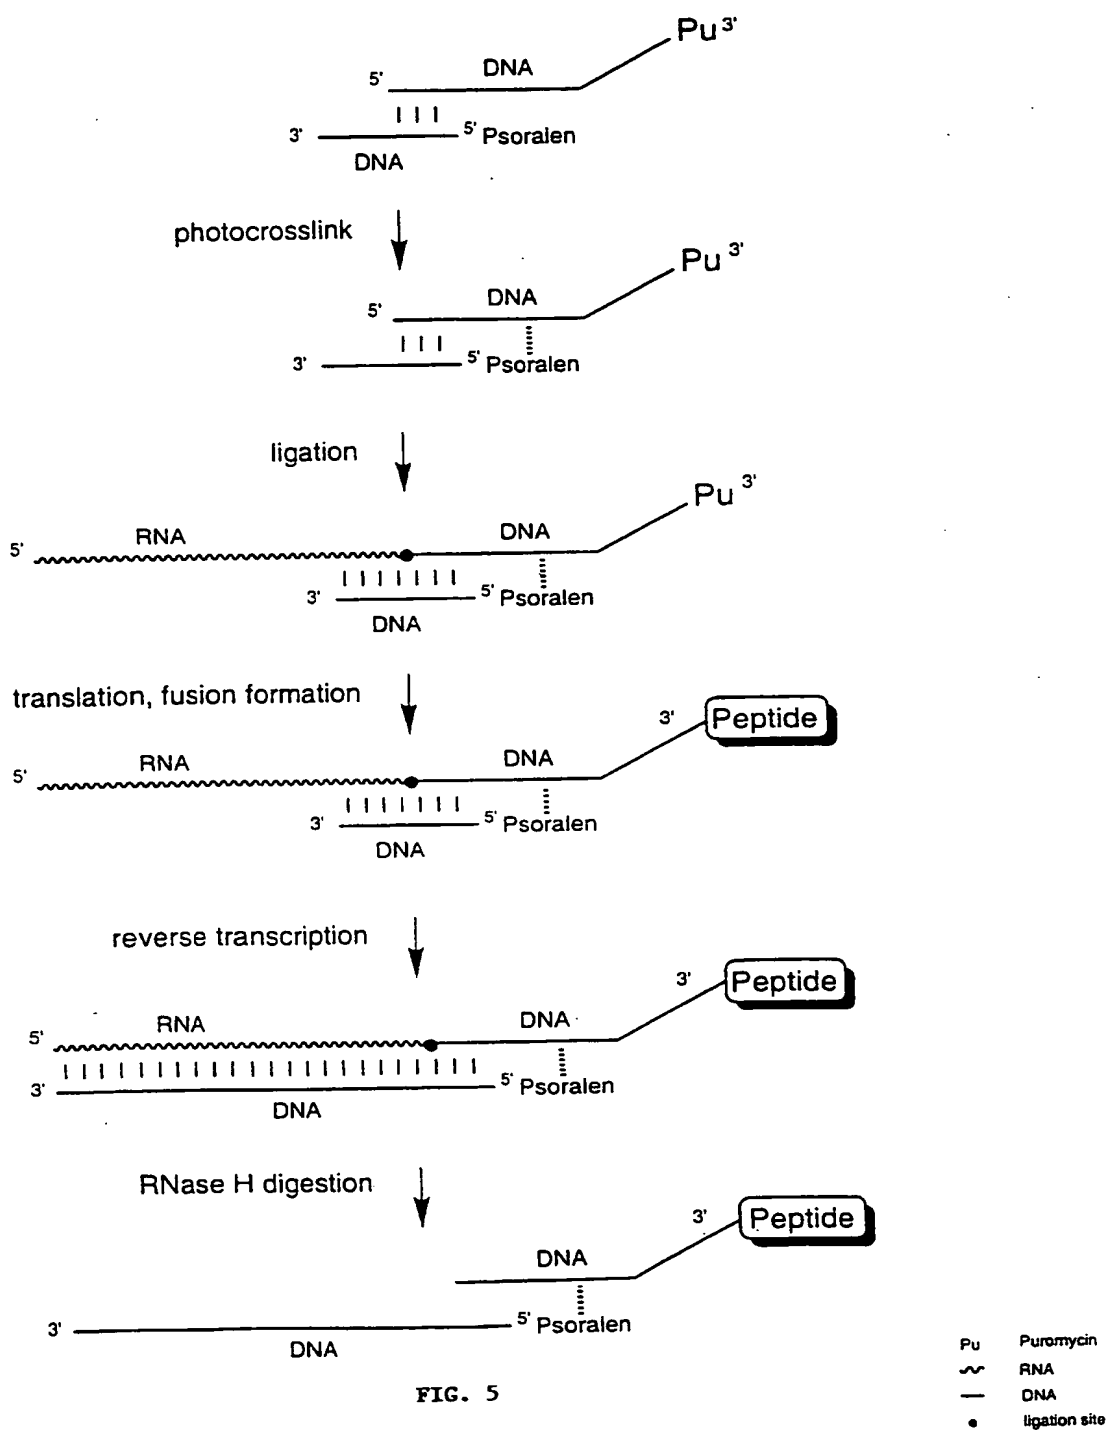 Pu 3'
DNA
5'
3' 5' Psoralen
DNA
photocrosslink
Pu 3'
DNA
5'
3' 5' Psoralen
ligation
Pu 3'
RNA DNA
5'
3' 5' Psoralen
DNA
translation, fusion formation
3' Peptide
RNA DNA
5'
3' 5' Psoralen
DNA
reverse transcription
3' Peptide
RNA DNA
5'
3' 5' Psoralen
DNA
RNase H digestion
3' Peptide
DNA
3' 5' Psoralen
DNA
Pu Puromycin
RNA
DNA
ligation site
FIG. 5